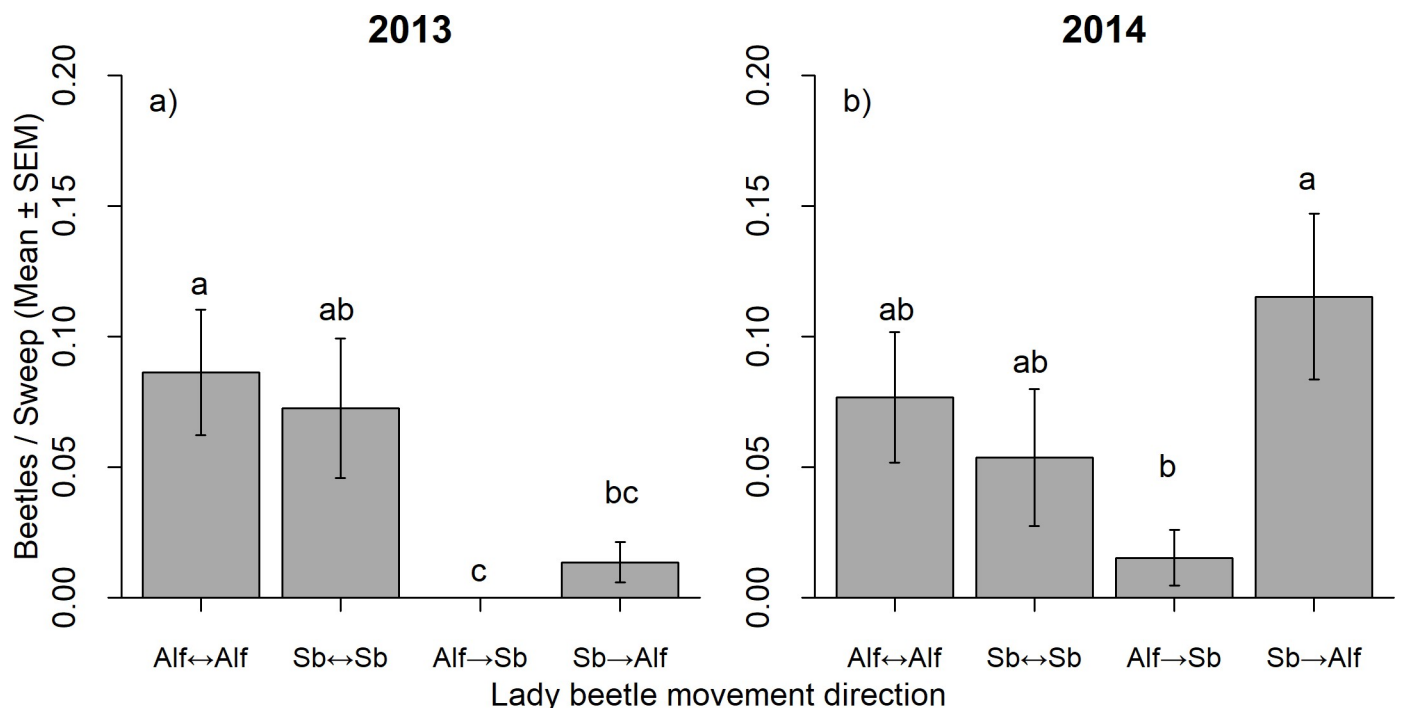 2013
a)
Beetles / Sweep (Mean ± SEM)
0.20
0.15
0.10
0.05
0.00
a
ab
c
bc
Alf↔Alf Sb↔Sb Alf→Sb Sb→Alf
2014
b)
0.20
0.15
0.10
0.05
0.00
ab
ab
b
a
Alf↔Alf Sb↔Sb Alf→Sb Sb→Alf
Lady beetle movement direction